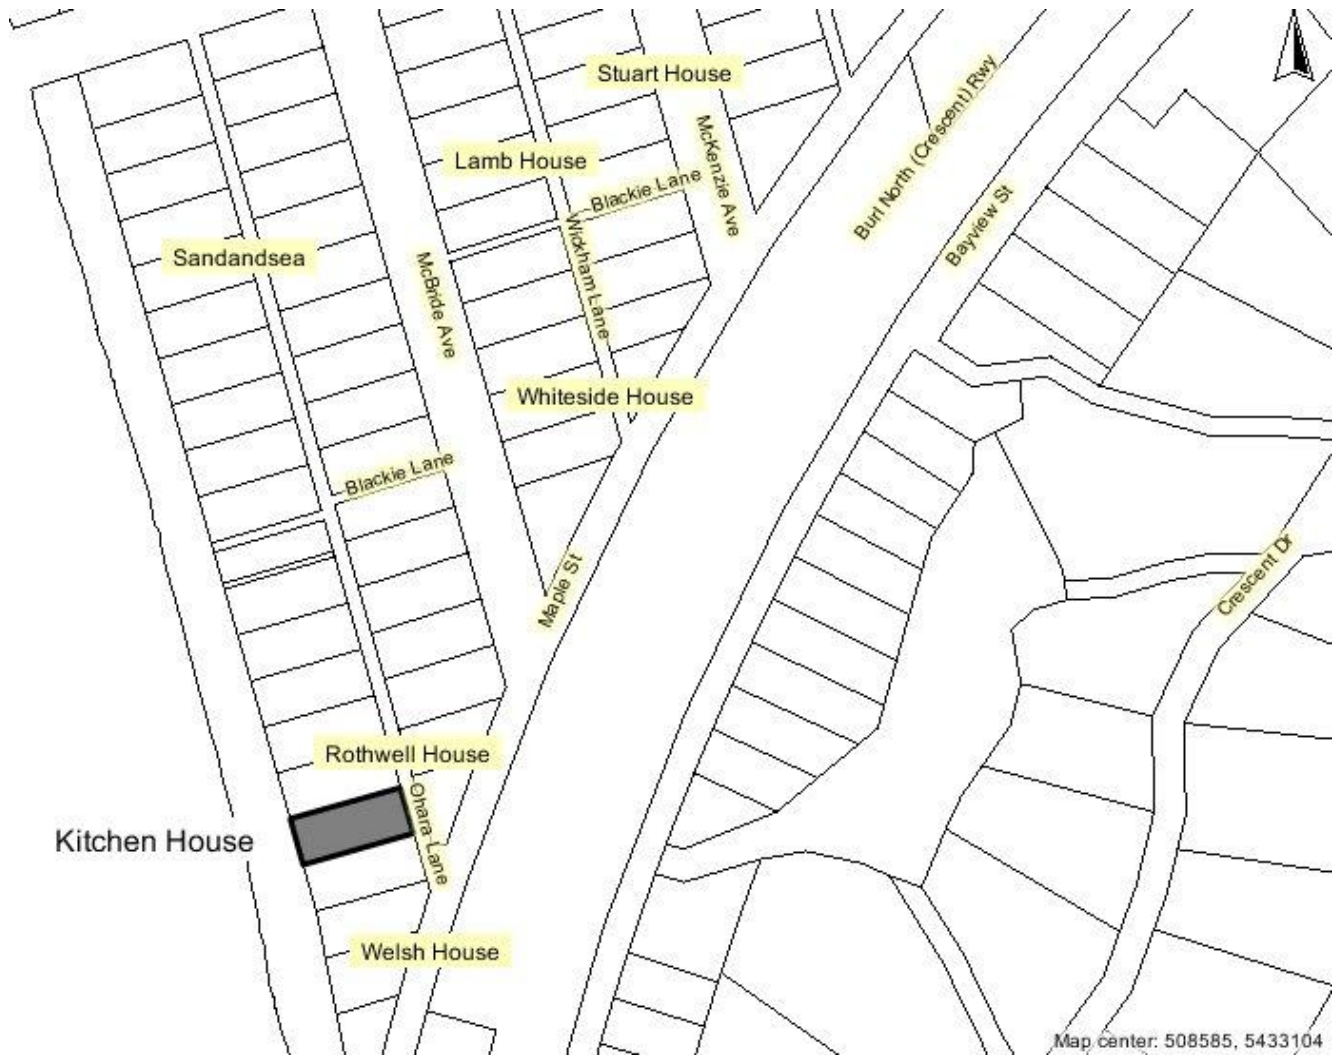 Stuart House
Burl North (Crescent) Rwy
McKenzie Ave
Lamb House
Blackie Lane
Bayview St
Wickham Lane
Sandandsea
McBride Ave
Whiteside House
Blackie Lane
Maple St
Crescent Dr
Rothwell House
Ohara Lane
Kitchen House
Welsh House
Map center: 508585, 5433104